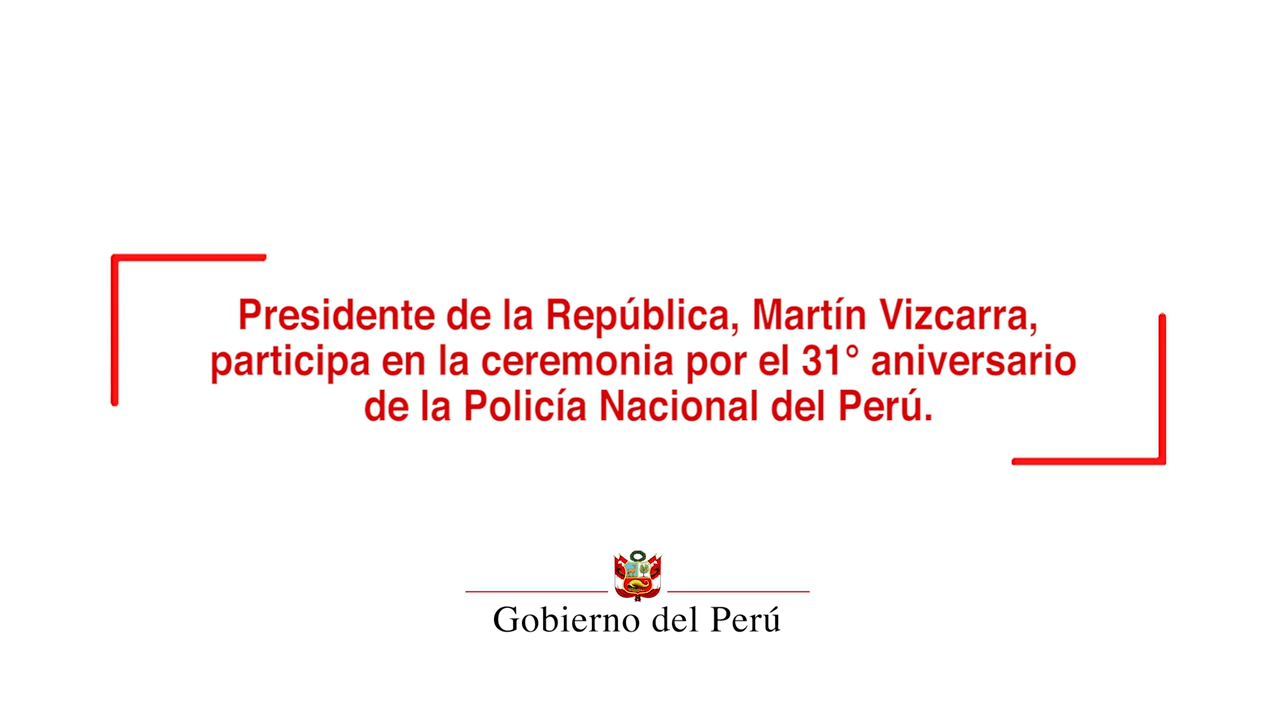 Presidente de la República, Martín Vizcarra,
participa en la ceremonia por el 31° aniversario
de la Policía Nacional del Perú.
Gobierno del Perú